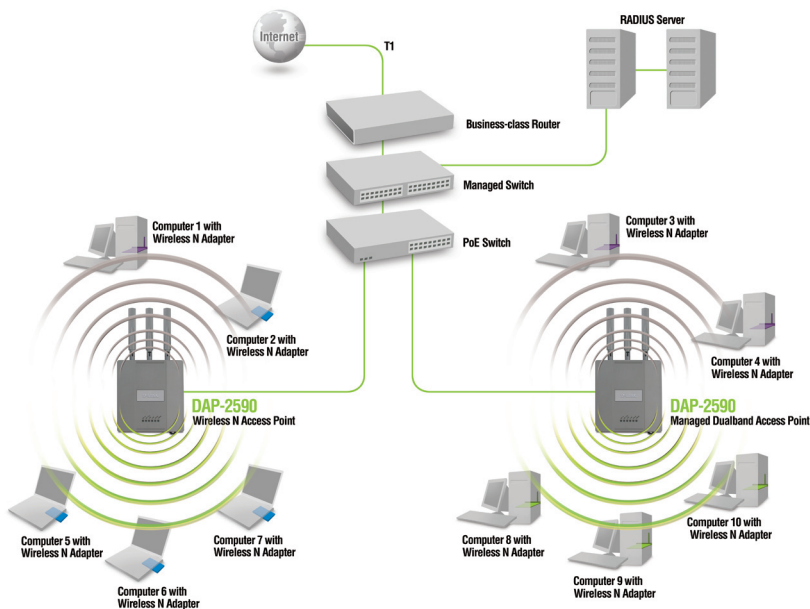 Internet
T1
RADIUS Server
Business-class Router
Managed Switch
PoE Switch
Computer 1 with
Wireless N Adapter
Computer 2 with
Wireless N Adapter
Computer 3 with
Wireless N Adapter
Computer 4 with
Wireless N Adapter
DAP-2590
Wireless N Access Point
DAP-2590
Managed Dualband Access Point
Computer 5 with
Wireless N Adapter
Computer 6 with
Wireless N Adapter
Computer 7 with
Wireless N Adapter
Computer 8 with
Wireless N Adapter
Computer 9 with
Wireless N Adapter
Computer 10 with
Wireless N Adapter